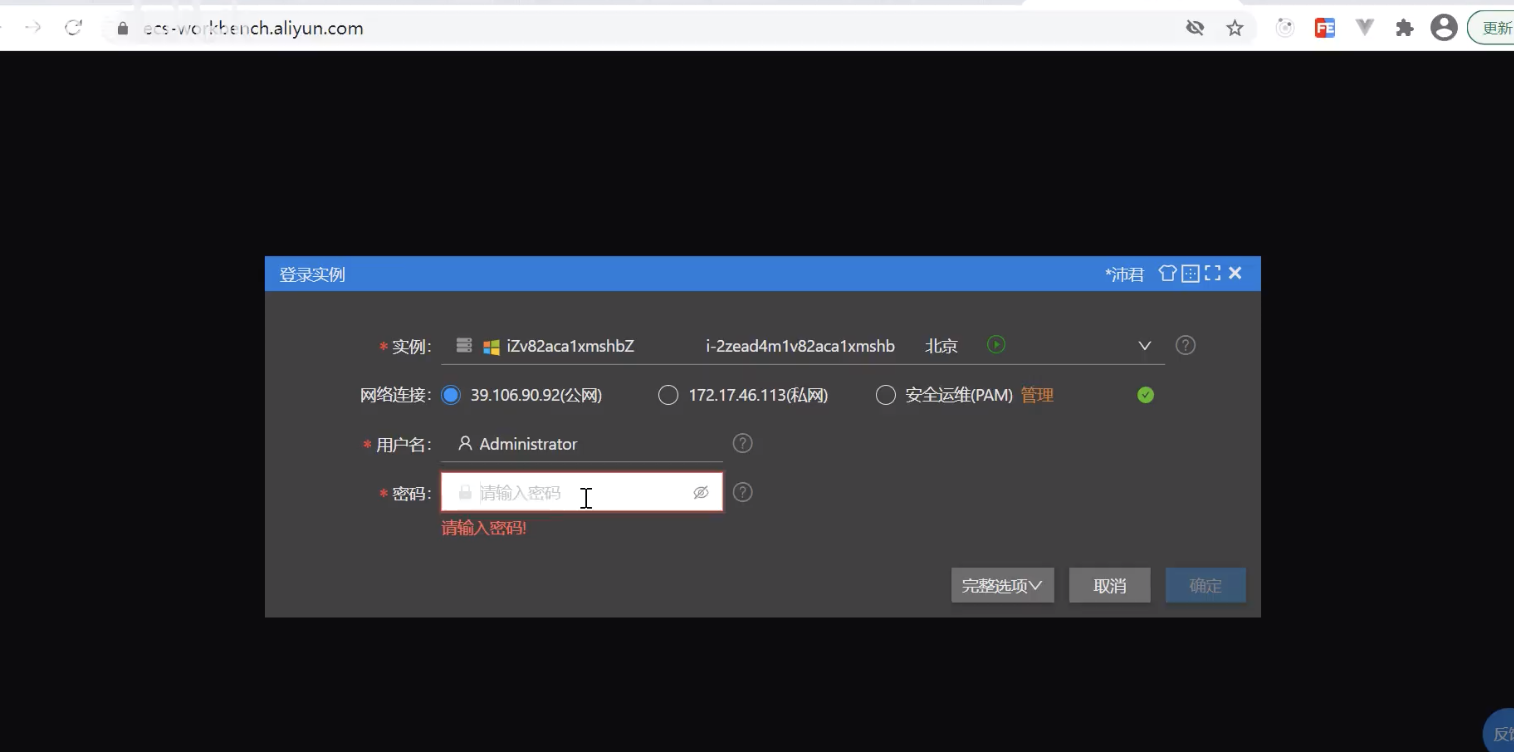 ecs-workbench.aliyun.com
FE
更新
登录实例 *沛君
* 实例: iZv82aca1xmshbZ i-2zead4m1v82aca1xmshb 北京
网络连接: 39.106.90.92(公网) 172.17.46.113(私网) 安全运维(PAM) 管理
* 用户名: Administrator
* 密码: 请输入密码
请输入密码!
完整选项 取消 确定
反馈